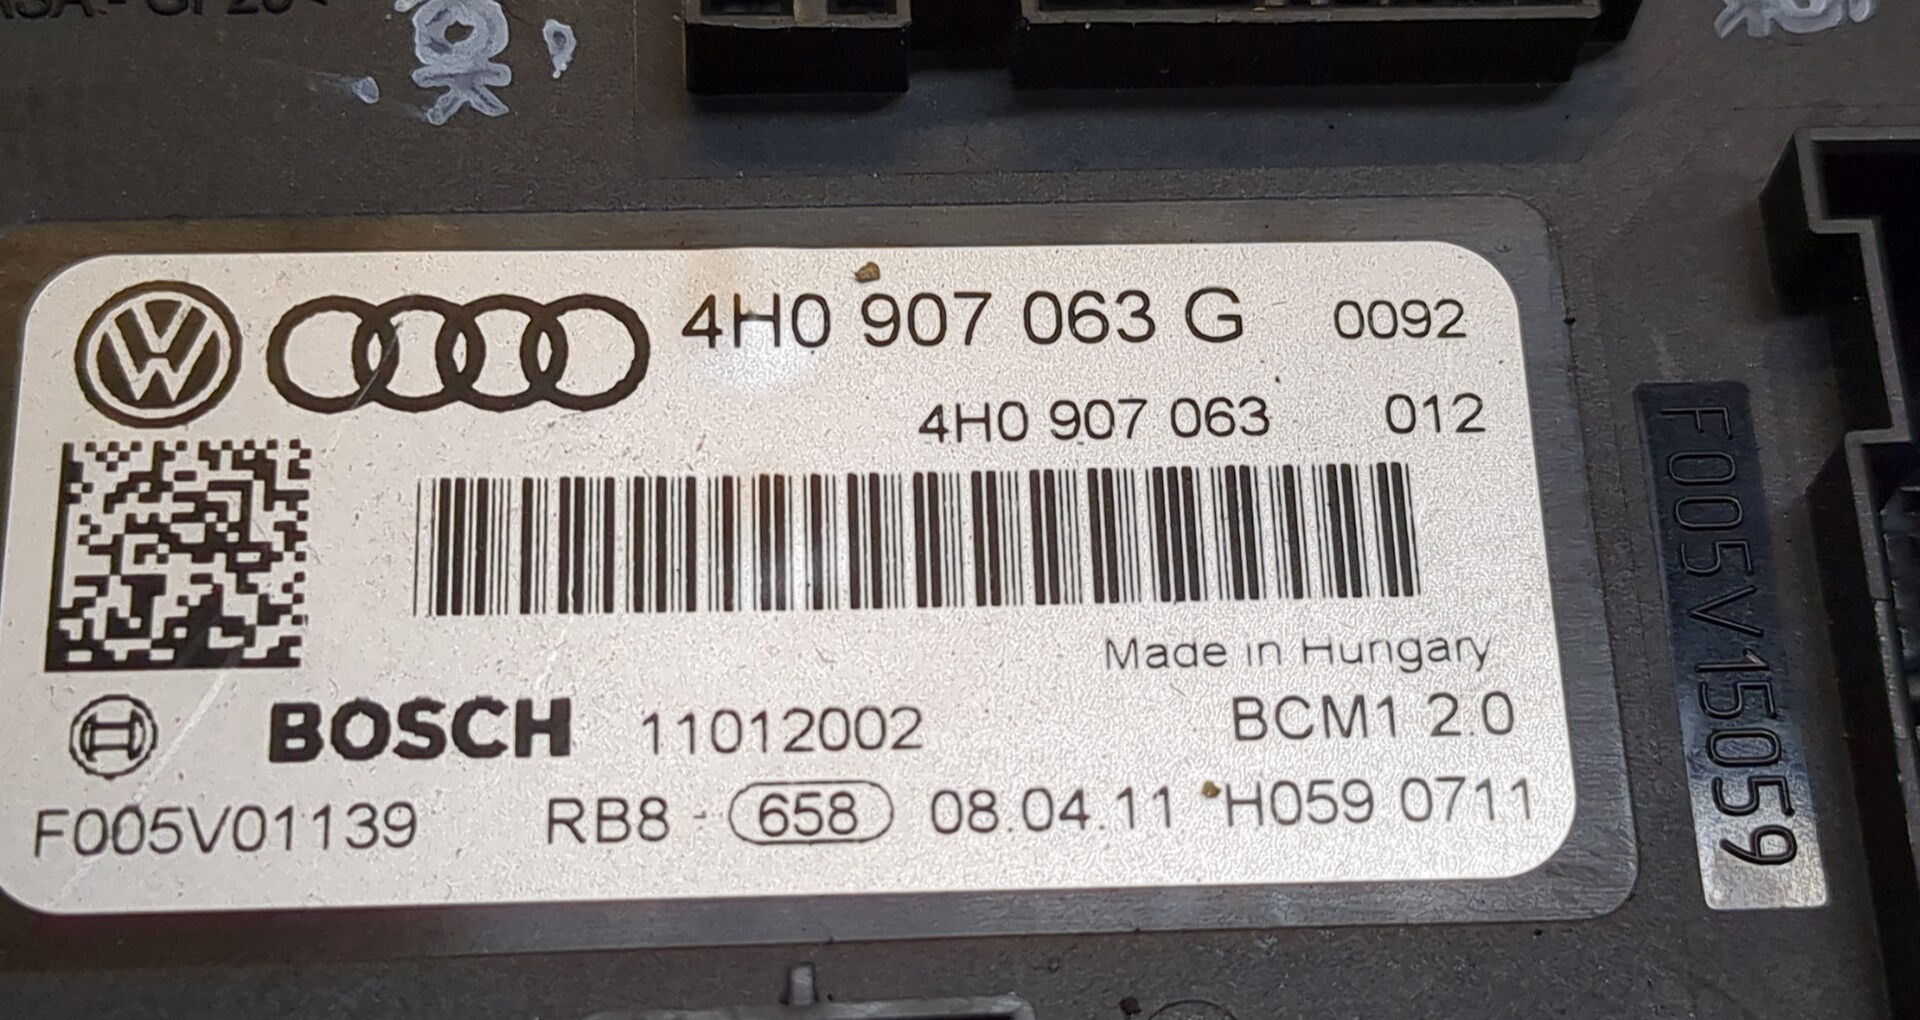 OK
4H0 907 063 G 0092
4H0 907 063 012
Made in Hungary
BOSCH 11012002 BCM1 2.0
F005V01139 RB8 - 658 08.04.11 H059 0711
F005V15059